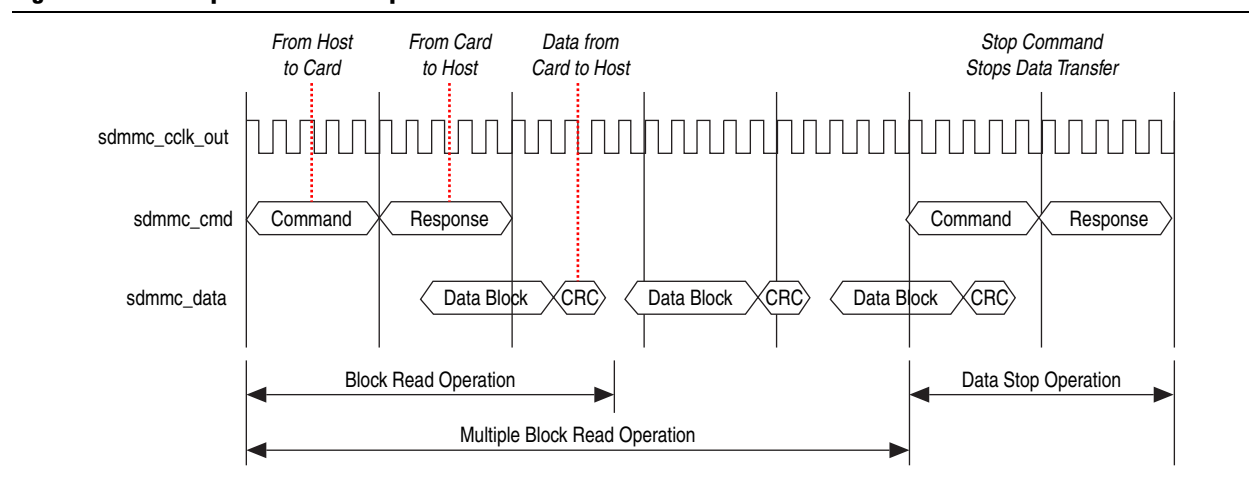 From Host
to Card
From Card
to Host
Data from
Card to Host
Stop Command
Stops Data Transfer
sdmmc_cclk_out
sdmmc_cmd
Command
Response
Command
Response
sdmmc_data
Data Block
CRC
Data Block
CRC
Data Block
CRC
Block Read Operation
Data Stop Operation
Multiple Block Read Operation